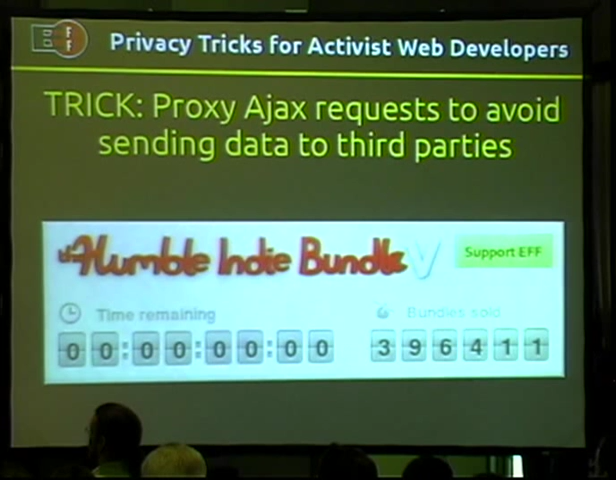 EFF
Privacy Tricks for Activist Web Developers
TRICK: Proxy Ajax requests to avoid
sending data to third parties
the Humble Indie Bundle V
Support EFF
Time remaining
Bundles sold
00:00:00:00
396411